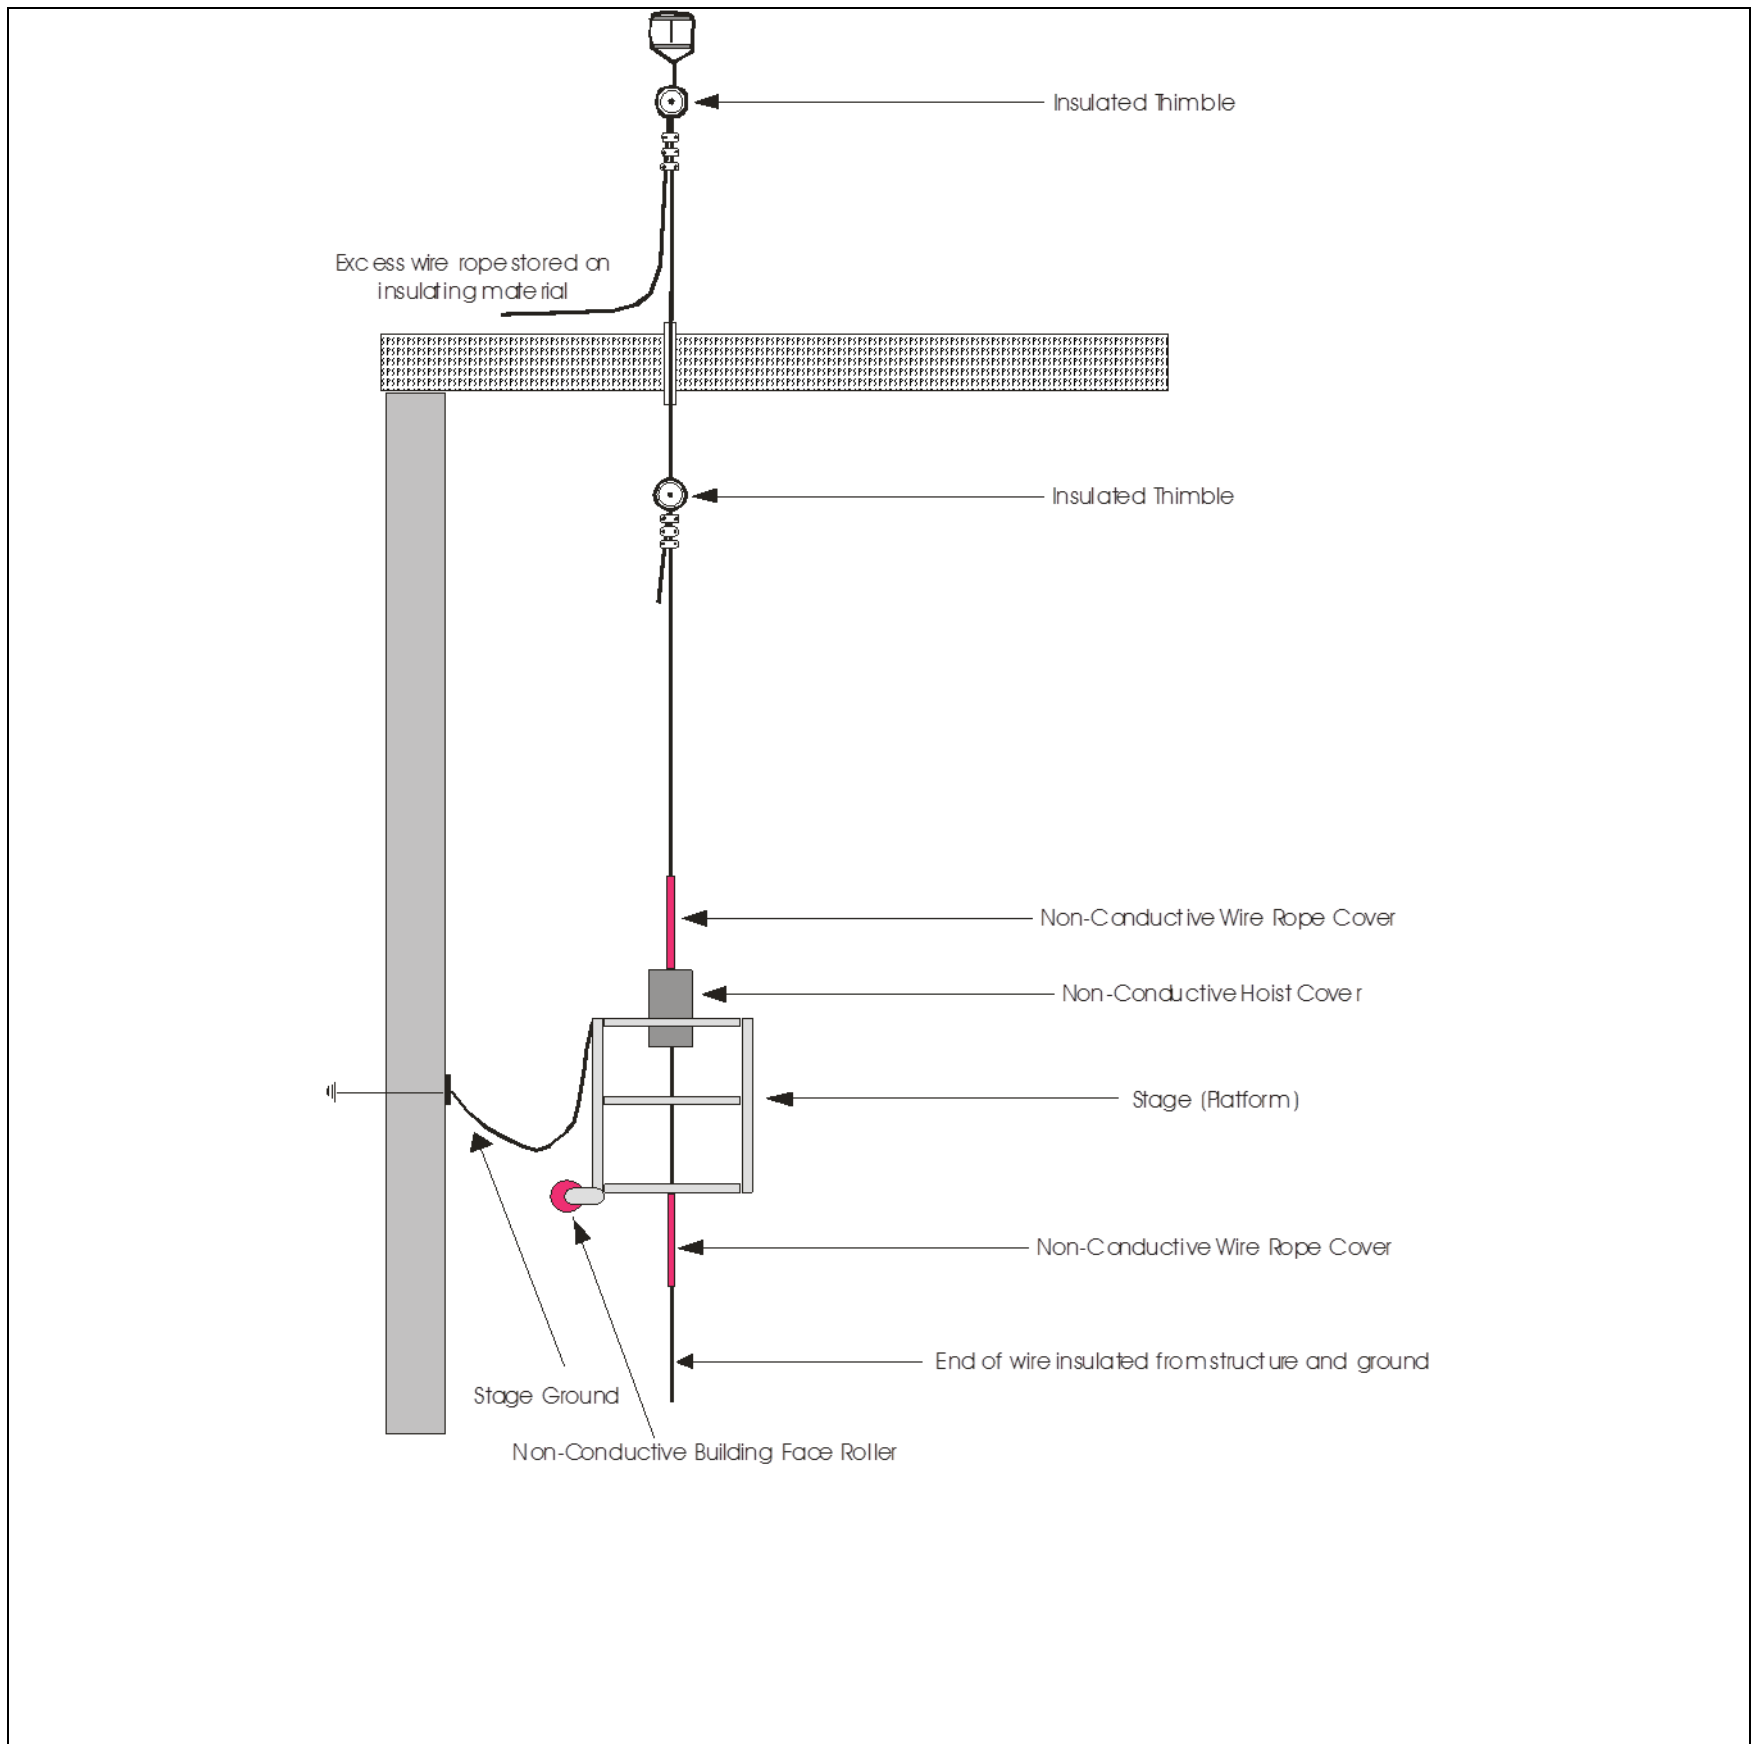 Insulated Thimble
Excess wire rope stored on
insulating material
Insulated Thimble
Non-Conductive Wire Rope Cover
Non-Conductive Hoist Cover
Stage (Platform)
Non-Conductive Wire Rope Cover
End of wire insulated from structure and ground
Stage Ground
Non-Conductive Building Face Roller